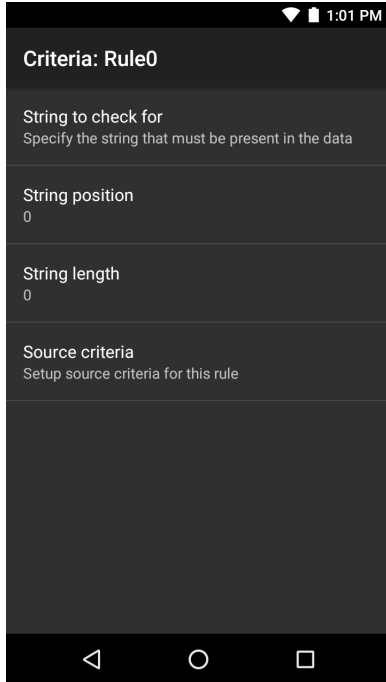 1:01 PM
Criteria: Rule0
String to check for
Specify the string that must be present in the data
String position
0
String length
0
Source criteria
Setup source criteria for this rule